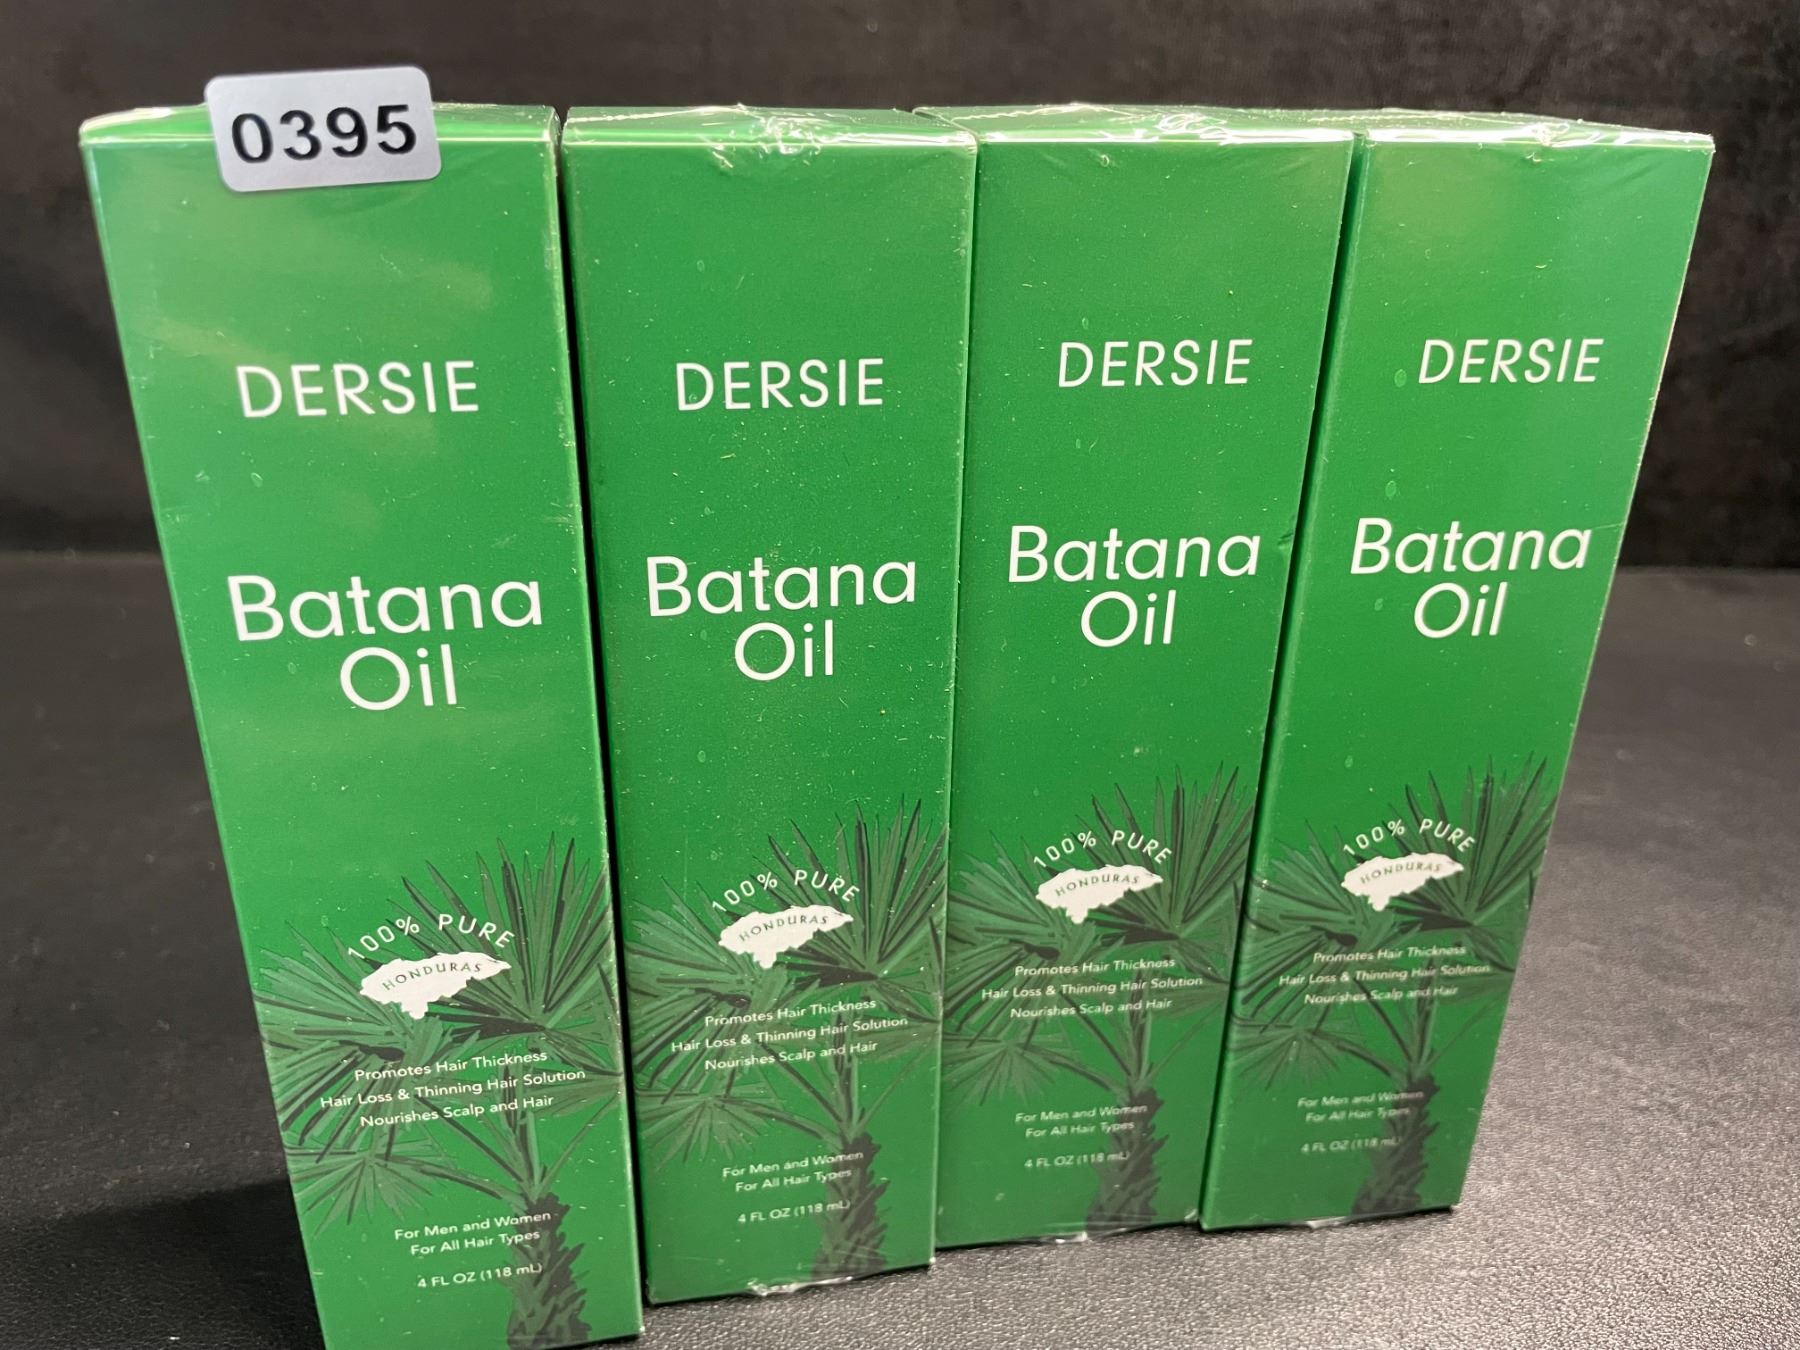 0395
DERSIE
Batana
Oil
100% PURE
HONDURAS
Promotes Hair Thickness
Hair Loss & Thinning Hair Solution
Nourishes Scalp and Hair
For Men and Women
For All Hair Types
4 FL OZ (118 mL)
DERSIE
Batana
Oil
100% PURE
HONDURAS
Promotes Hair Thickness
Hair Loss & Thinning Hair Solution
Nourishes Scalp and Hair
For Men and Women
For All Hair Types
4 FL OZ (118 mL)
DERSIE
Batana
Oil
100% PURE
HONDURAS
Promotes Hair Thickness
Hair Loss & Thinning Hair Solution
Nourishes Scalp and Hair
For Men and Women
For All Hair Types
4 FL OZ (118 mL)
DERSIE
Batana
Oil
100% PURE
HONDURAS
Promotes Hair Thickness
Hair Loss & Thinning Hair Solution
Nourishes Scalp and Hair
For Men and Women
For All Hair Types
4 FL OZ (118 mL)